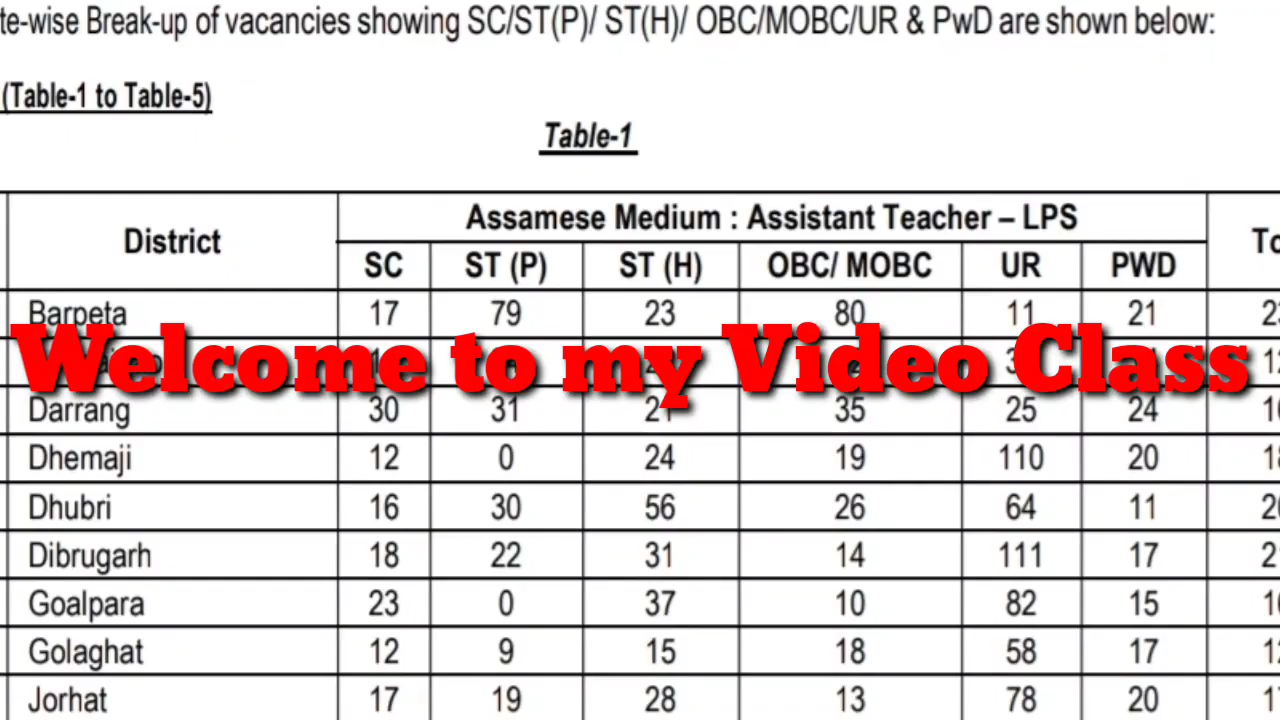 te-wise Break-up of vacancies showing SC/ST(P)/ ST(H)/ OBC/MOBC/UR & PwD are shown below:
(Table-1 to Table-5)
Table-1
District Assamese Medium : Assistant Teacher – LPS
SC ST (P) ST (H) OBC/ MOBC UR PWD
Barpeta 17 79 23 80 11 21
Welcome to my Video Class
Darrang 30 31 21 35 25 24
Dhemaji 12 0 24 19 110 20
Dhubri 16 30 56 26 64 11
Dibrugarh 18 22 31 14 111 17
Goalpara 23 0 37 10 82 15
Golaghat 12 9 15 18 58 17
Jorhat 17 19 28 13 78 20